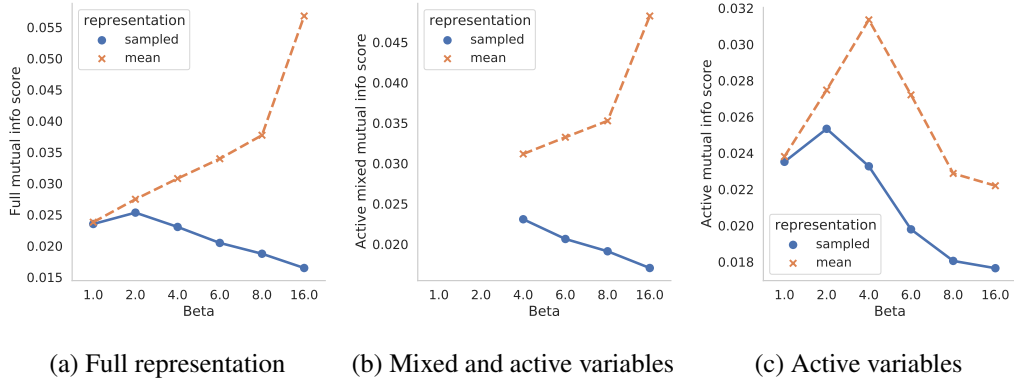 Full mutual info score
0.055
0.050
0.045
0.040
0.035
0.030
0.025
0.020
0.015
representation
sampled
mean
1.0 2.0 4.0 6.0 8.0 16.0
Beta
(a) Full representation
Active mixed mutual info score
0.045
0.040
0.035
0.030
0.025
0.020
representation
sampled
mean
1.0 2.0 4.0 6.0 8.0 16.0
Beta
(b) Mixed and active variables
Active mutual info score
0.032
0.030
0.028
0.026
0.024
0.022
0.020
0.018
representation
sampled
mean
1.0 2.0 4.0 6.0 8.0 16.0
Beta
(c) Active variables